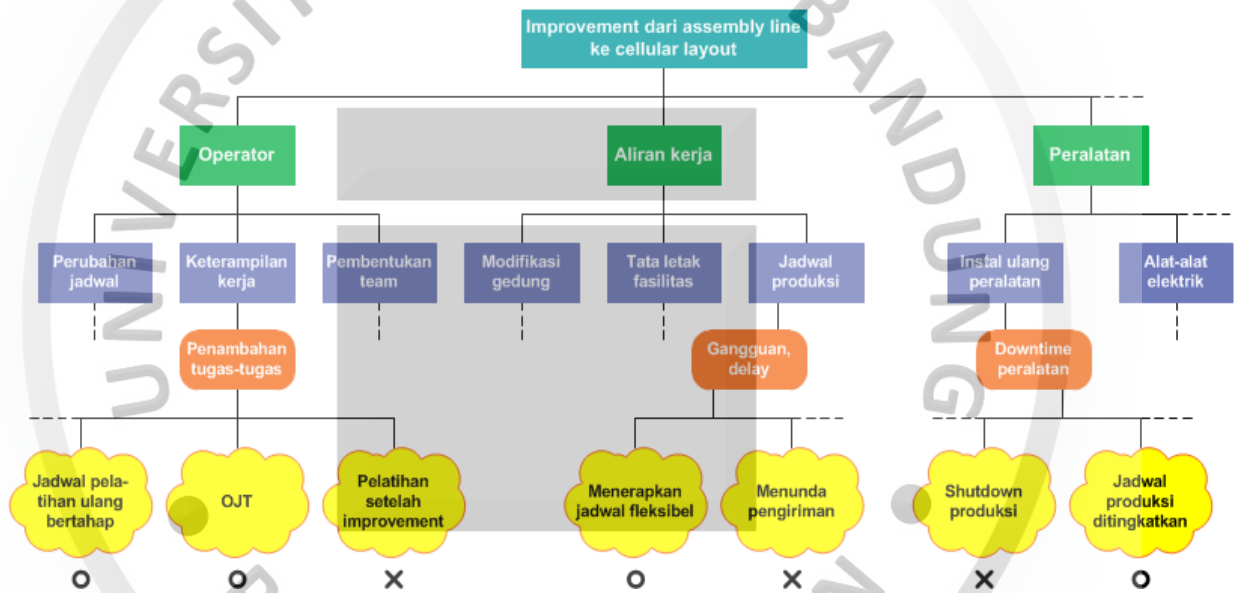 Improvement dari assembly line
ke cellular layout
Operator
Aliran kerja
Peralatan
Perubahan
jadwal
Keterampilan
kerja
Pembentukan
team
Modifikasi
gedung
Tata letak
fasilitas
Jadwal
produksi
Instal ulang
peralatan
Alat-alat
elektrik
Penambahan
tugas-tugas
Gangguan,
delay
Downtime
peralatan
Jadwal pela-
tihan ulang
bertahap
OJT
Pelatihan
setelah
improvement
Menerapkan
jadwal fleksibel
Menunda
pengiriman
Shutdown
produksi
Jadwal
produksi
ditingkatkan
O
O
X
O
X
X
O
UNIVERSI
BANDUNG